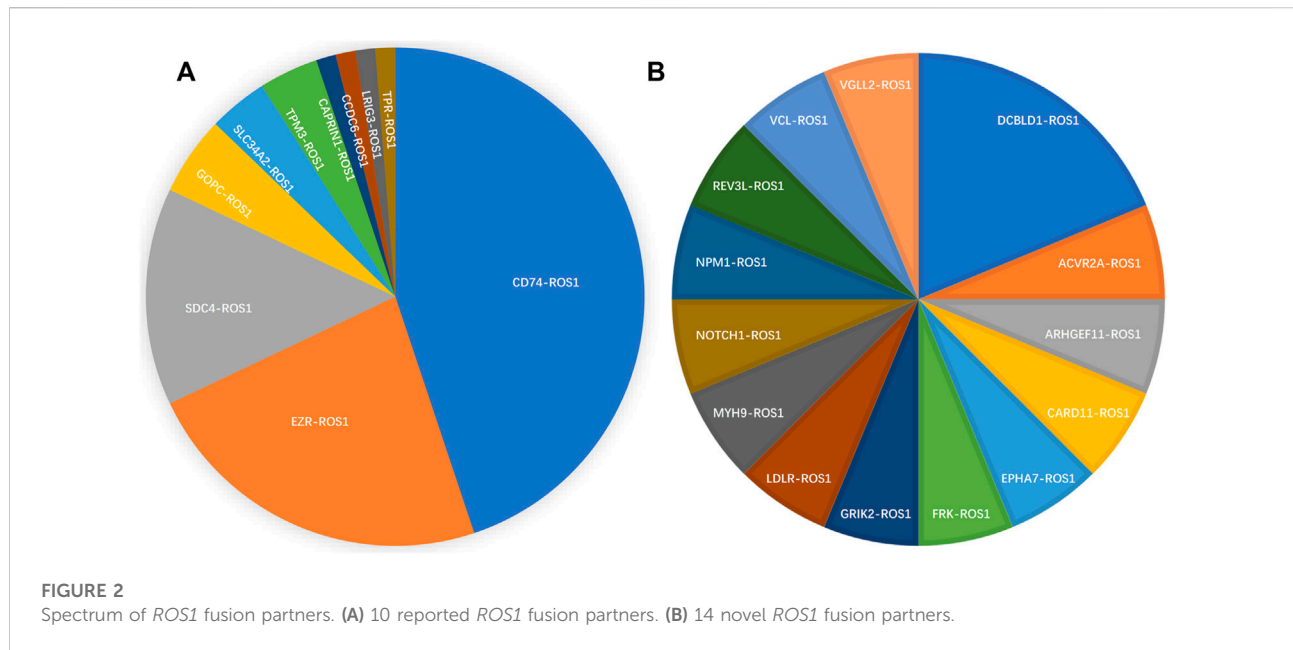 A
CD74-ROS1
EZR-ROS1
SDC4-ROS1
GOPC-ROS1
SLC34A2-ROS1
TPM3-ROS1
CAPRIN1-ROS1
CCDC6-ROS1
LRIG3-ROS1
TPR-ROS1
B
DCBLD1-ROS1
ACVR2A-ROS1
ARHGEF11-ROS1
CARD11-ROS1
EPHA7-ROS1
FRK-ROS1
GRIK2-ROS1
LDLR-ROS1
MYH9-ROS1
NOTCH1-ROS1
NPM1-ROS1
REV3L-ROS1
VCL-ROS1
VGLL2-ROS1
FIGURE 2
Spectrum of ROS1 fusion partners. (A) 10 reported ROS1 fusion partners. (B) 14 novel ROS1 fusion partners.